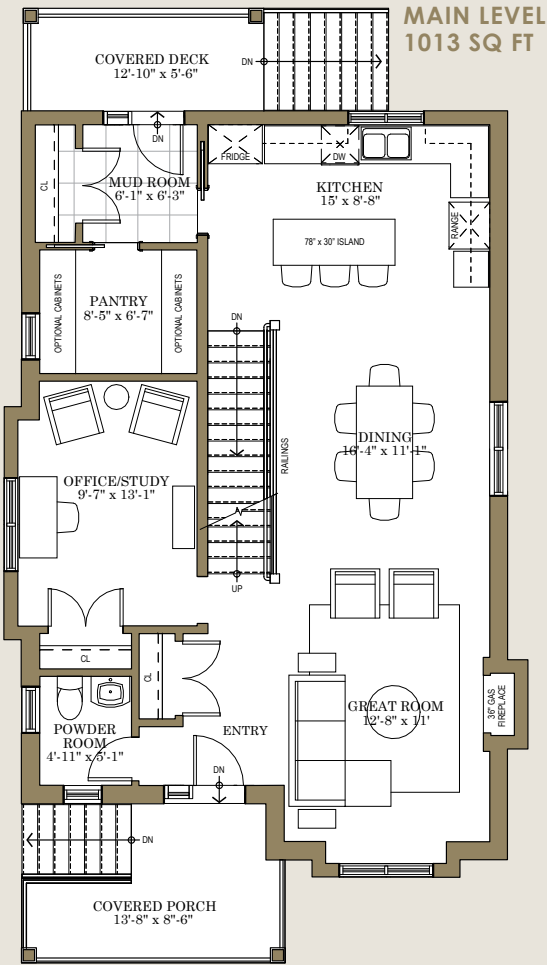 MAIN LEVEL
1013 SQ FT
COVERED DECK
12'-10" x 5'-6"
DN
DN
FRIDGE
DW
CL
MUD ROOM
6'-1" x 6'-3"
KITCHEN
15' x 8'-8"
RANGE
78" x 30" ISLAND
OPTIONAL CABINETS
PANTRY
8'-5" x 6'-7"
OPTIONAL CABINETS
DN
DINING
16'-4" x 11'-1"
RAILINGS
OFFICE/STUDY
9'-7" x 13'-1"
UP
CL
CL
GREAT ROOM
12'-8" x 11'
36" GAS
FIREPLACE
POWDER
ROOM
4'-11" x 5'-1"
ENTRY
DN
DN
COVERED PORCH
13'-8" x 8'-6"